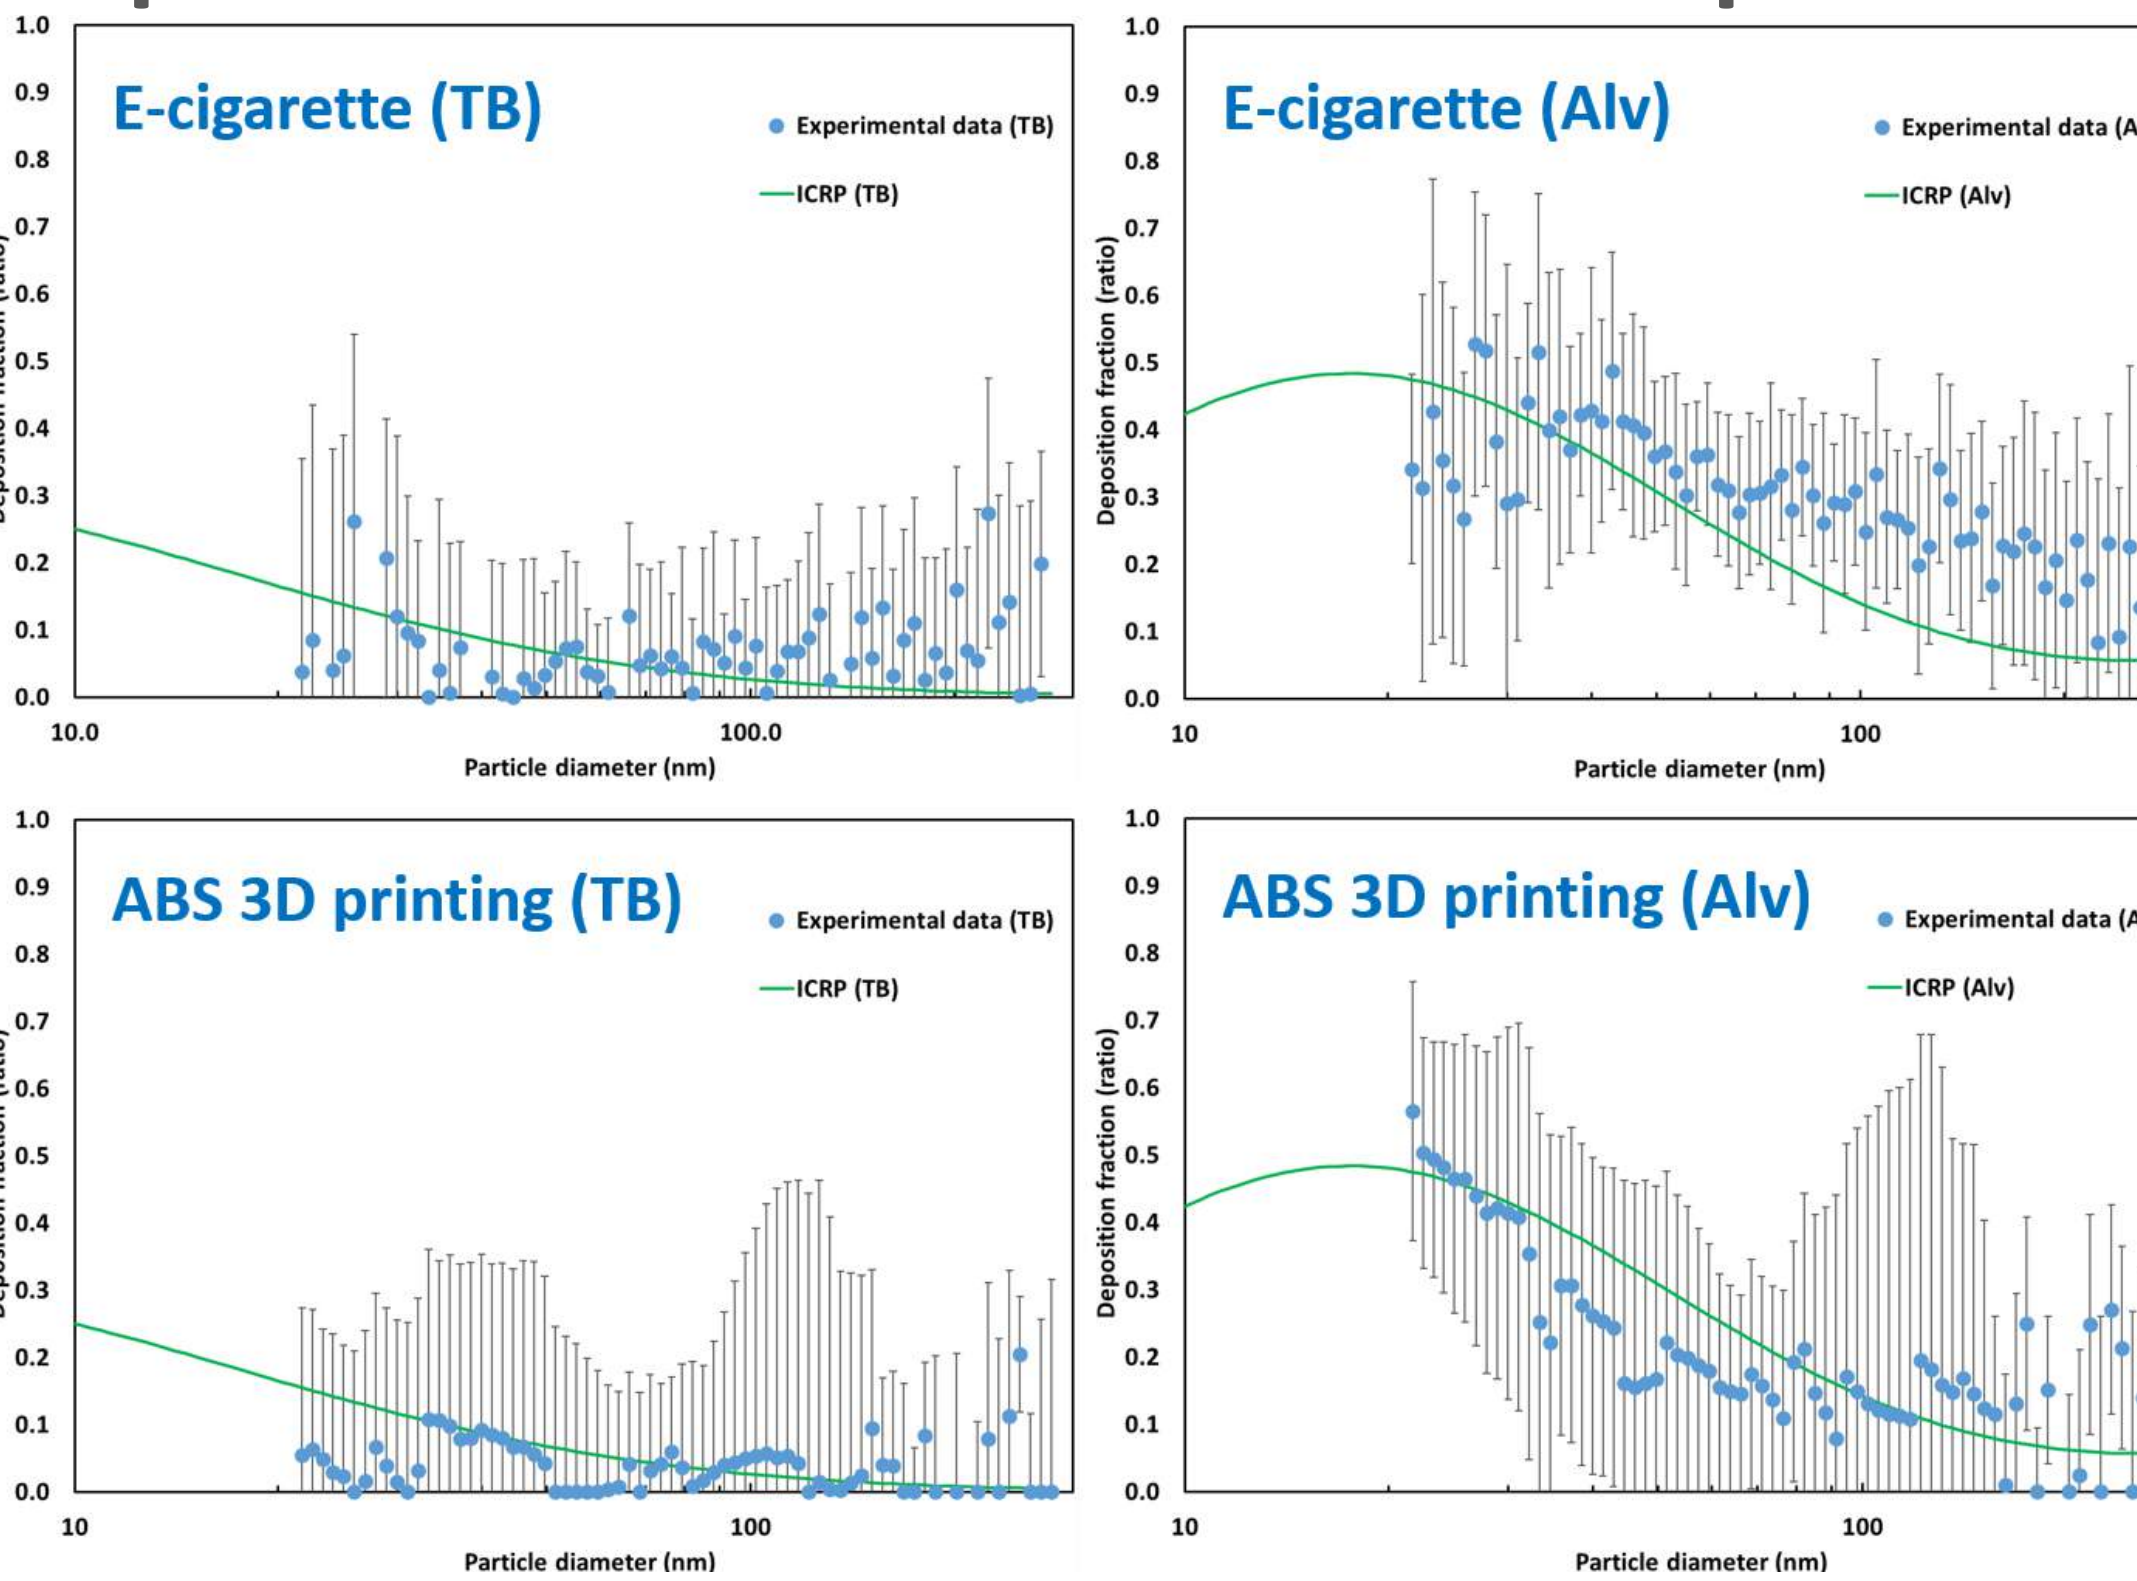 E-cigarette (TB)
Experimental data (TB)
ICRP (TB)
1.0
0.9
0.8
0.7
0.6
0.5
0.4
0.3
0.2
0.1
0.0
10.0
100.0
Particle diameter (nm)
E-cigarette (Alv)
Experimental data (A
ICRP (Alv)
Deposition fraction (ratio)
1.0
0.9
0.8
0.7
0.6
0.5
0.4
0.3
0.2
0.1
0.0
10
100
Particle diameter (nm)
ABS 3D printing (TB)
Experimental data (TB)
ICRP (TB)
1.0
0.9
0.8
0.7
0.6
0.5
0.4
0.3
0.2
0.1
0.0
10
100
Particle diameter (nm)
ABS 3D printing (Alv)
Experimental data (A
ICRP (Alv)
Deposition fraction (ratio)
1.0
0.9
0.8
0.7
0.6
0.5
0.4
0.3
0.2
0.1
0.0
10
100
Particle diameter (nm)